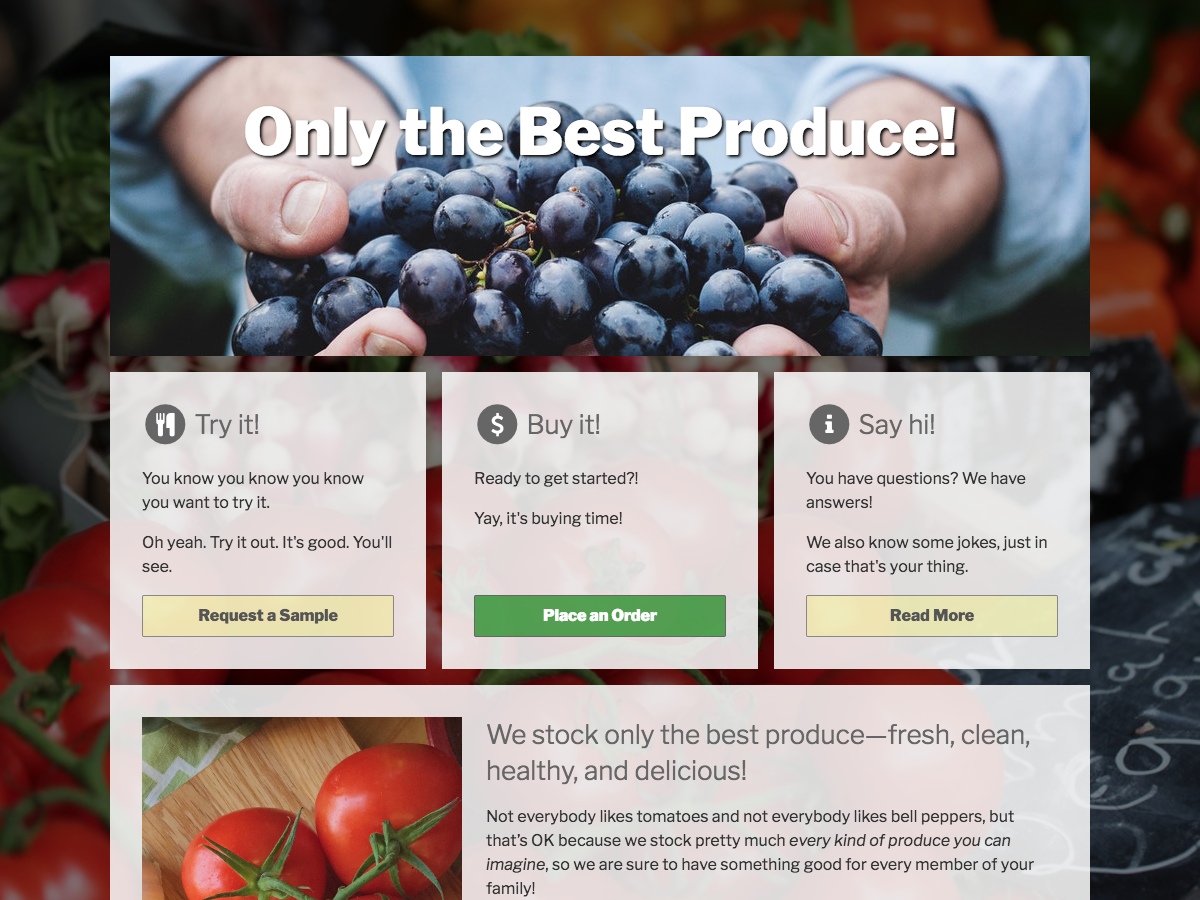 Only the Best Produce!
Try it!
You know you know you know
you want to try it.
Oh yeah. Try it out. It's good. You'll
see.
Request a Sample
Buy it!
Ready to get started?!
Yay, it's buying time!
Place an Order
Say hi!
You have questions? We have
answers!
We also know some jokes, just in
case that's your thing.
Read More
We stock only the best produce—fresh, clean,
healthy, and delicious!
Not everybody likes tomatoes and not everybody likes bell peppers, but
that’s OK because we stock pretty much every kind of produce you can
imagine, so we are sure to have something good for every member of your
family!